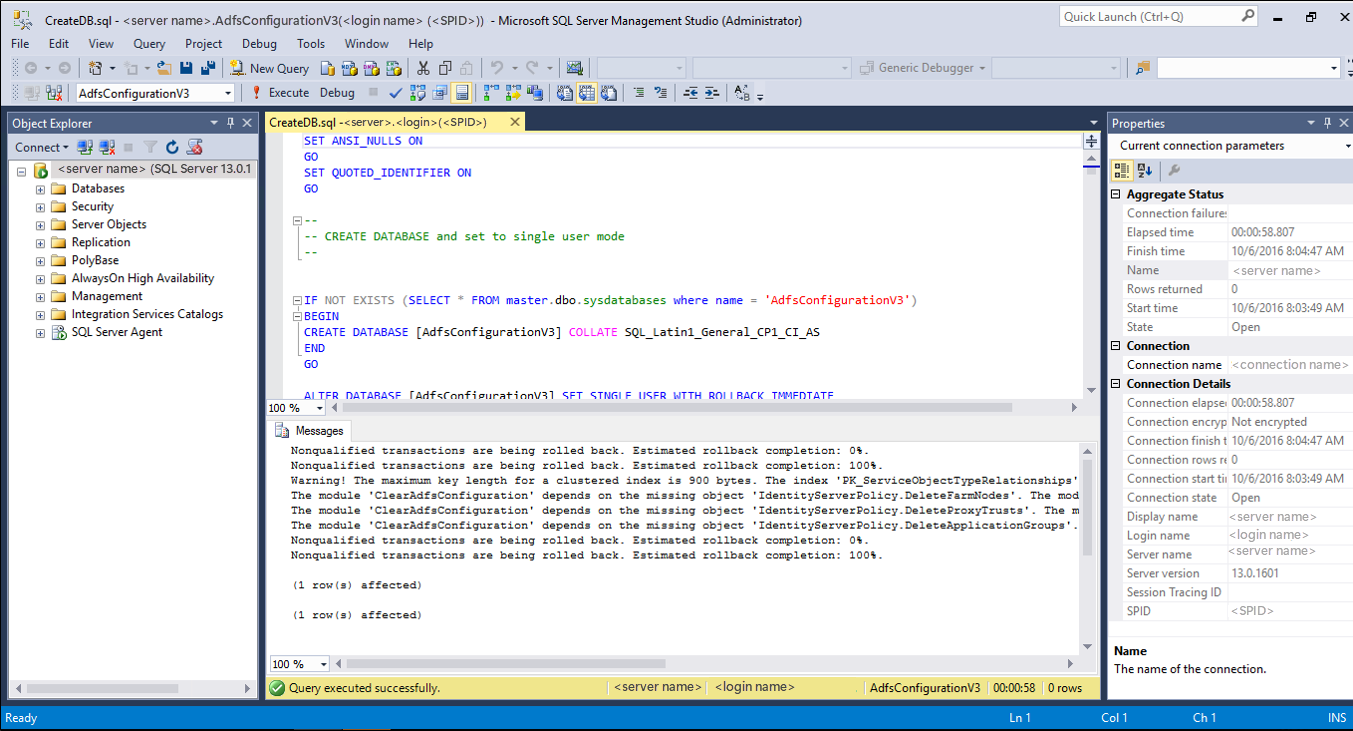 CreateDB.sql - <server name>.AdfsConfigurationV3(<login name> (<SPID>)) - Microsoft SQL Server Management Studio (Administrator)
Quick Launch (Ctrl+Q)
File Edit View Query Project Debug Tools Window Help
New Query
Generic Debugger
AdfsConfigurationV3
Execute Debug
Object Explorer
Connect
<server name> (SQL Server 13.0.1
Databases
Security
Server Objects
Replication
PolyBase
AlwaysOn High Availability
Management
Integration Services Catalogs
SQL Server Agent
CreateDB.sql -<server>.<login>(<SPID>)
SET ANSI_NULLS ON
GO
SET QUOTED_IDENTIFIER ON
GO
--
-- CREATE DATABASE and set to single user mode
--
IF NOT EXISTS (SELECT * FROM master.dbo.sysdatabases where name = 'AdfsConfigurationV3')
BEGIN
CREATE DATABASE [AdfsConfigurationV3] COLLATE SQL_Latin1_General_CP1_CI_AS
END
GO
ALTER DATABASE [AdfsConfigurationV3] SET SINGLE_USER WITH ROLLBACK IMMEDIATE
100 %
Messages
Nonqualified transactions are being rolled back. Estimated rollback completion: 0%.
Nonqualified transactions are being rolled back. Estimated rollback completion: 100%.
Warning! The maximum key length for a clustered index is 900 bytes. The index 'PK_ServiceObjectTypeRelationships'
The module 'ClearAdfsConfiguration' depends on the missing object 'IdentityServerPolicy.DeleteFarmNodes'. The mod
The module 'ClearAdfsConfiguration' depends on the missing object 'IdentityServerPolicy.DeleteProxyTrusts'. The m
The module 'ClearAdfsConfiguration' depends on the missing object 'IdentityServerPolicy.DeleteApplicationGroups'.
Nonqualified transactions are being rolled back. Estimated rollback completion: 0%.
Nonqualified transactions are being rolled back. Estimated rollback completion: 100%.
(1 row(s) affected)
(1 row(s) affected)
100 %
Query executed successfully. <server name> <login name> AdfsConfigurationV3 00:00:58 0 rows
Properties
Current connection parameters
Aggregate Status
Connection failures
Elapsed time 00:00:58.807
Finish time 10/6/2016 8:04:47 AM
Name <server name>
Rows returned 0
Start time 10/6/2016 8:03:49 AM
State Open
Connection
Connection name <connection name>
Connection Details
Connection elapse 00:00:58.807
Connection encryp Not encrypted
Connection finish t 10/6/2016 8:04:47 AM
Connection rows re 0
Connection start tir 10/6/2016 8:03:49 AM
Connection state Open
Display name <server name>
Login name <login name>
Server name <server name>
Server version 13.0.1601
Session Tracing ID
SPID <SPID>
Name
The name of the connection.
Ready Ln 1 Col 1 Ch 1 INS